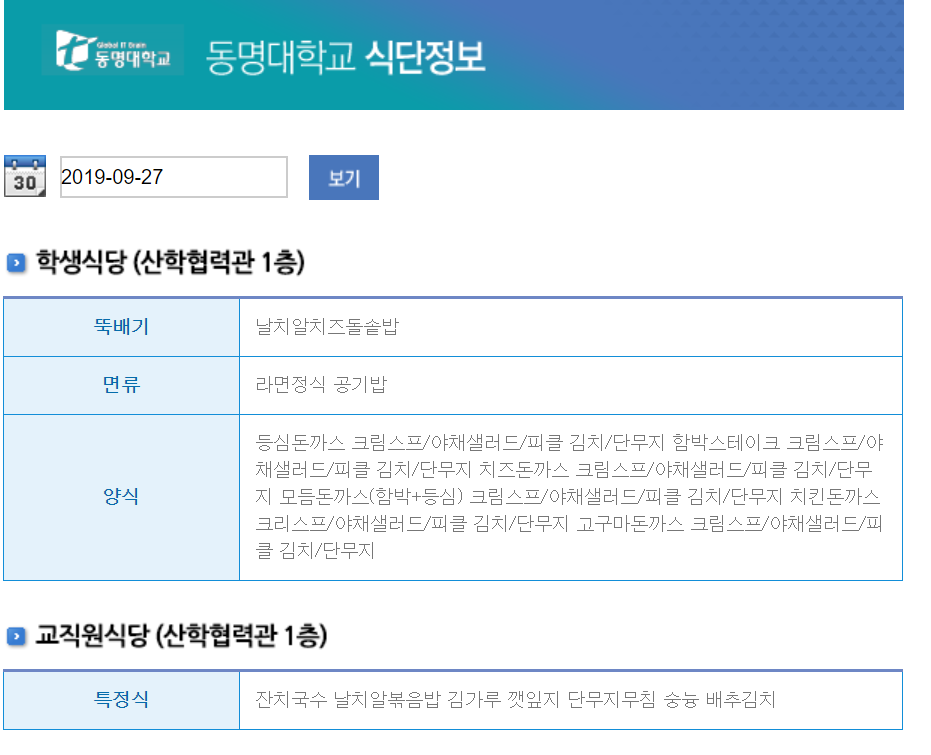 Global IT Brain
동명대학교
동명대학교 식단정보
30
2019-09-27
보기
학생식당 (산학협력관 1층)
뚝배기
날치알치즈돌솥밥
면류
라면정식 공기밥
양식
등심돈까스 크림스프/야채샐러드/피클 김치/단무지 함박스테이크 크림스프/야
채샐러드/피클 김치/단무지 치즈돈까스 크림스프/야채샐러드/피클 김치/단무
지 모듬돈까스(함박+등심) 크림스프/야채샐러드/피클 김치/단무지 치킨돈까스
크리스프/야채샐러드/피클 김치/단무지 고구마돈까스 크림스프/야채샐러드/피
클 김치/단무지
교직원식당 (산학협력관 1층)
특정식
잔치국수 날치알볶음밥 김가루 깻잎지 단무지무침 숭늉 배추김치